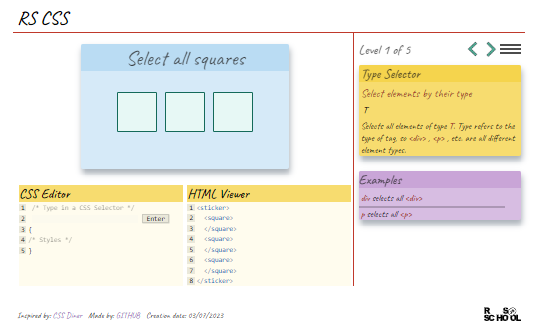 RS CSS
Select all squares
Level 1 of 5
Type Selector
Select elements by their type
T
Selects all elements of type T. Type refers to the
type of tag, so <div>, <p>, etc. are all different
element types.
Examples
div selects all <div>
p selects all <p>
CSS Editor
1 /* Type in a CSS Selector */
2 Enter
3 {
4 /* Styles */
5 }
HTML Viewer
1 <sticker>
2 <square>
3 </square>
4 <square>
5 </square>
6 <square>
7 </square>
8 </sticker>
Inspired by: CSS Diner Made by: GITHUB Creation date: 03/07/2023
RS
SCHOOL